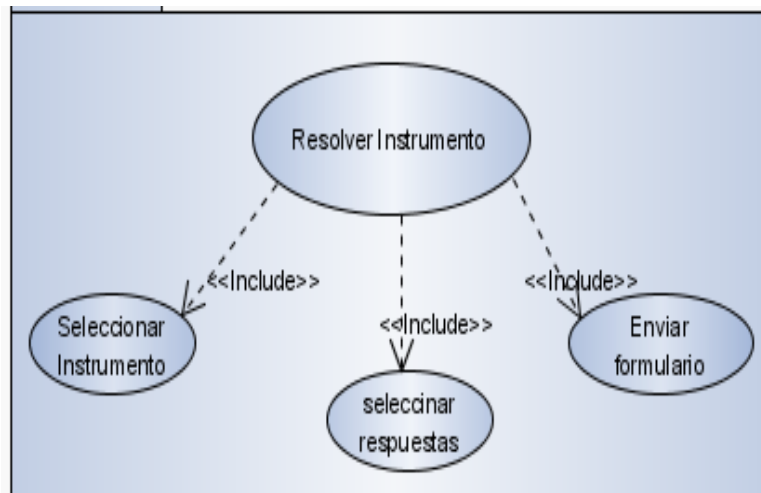 Resolver Instrumento
<<Include>>
<<Include>>
<<Include>>
Seleccionar
Instrumento
seleccinar
respuestas
Enviar
formulario